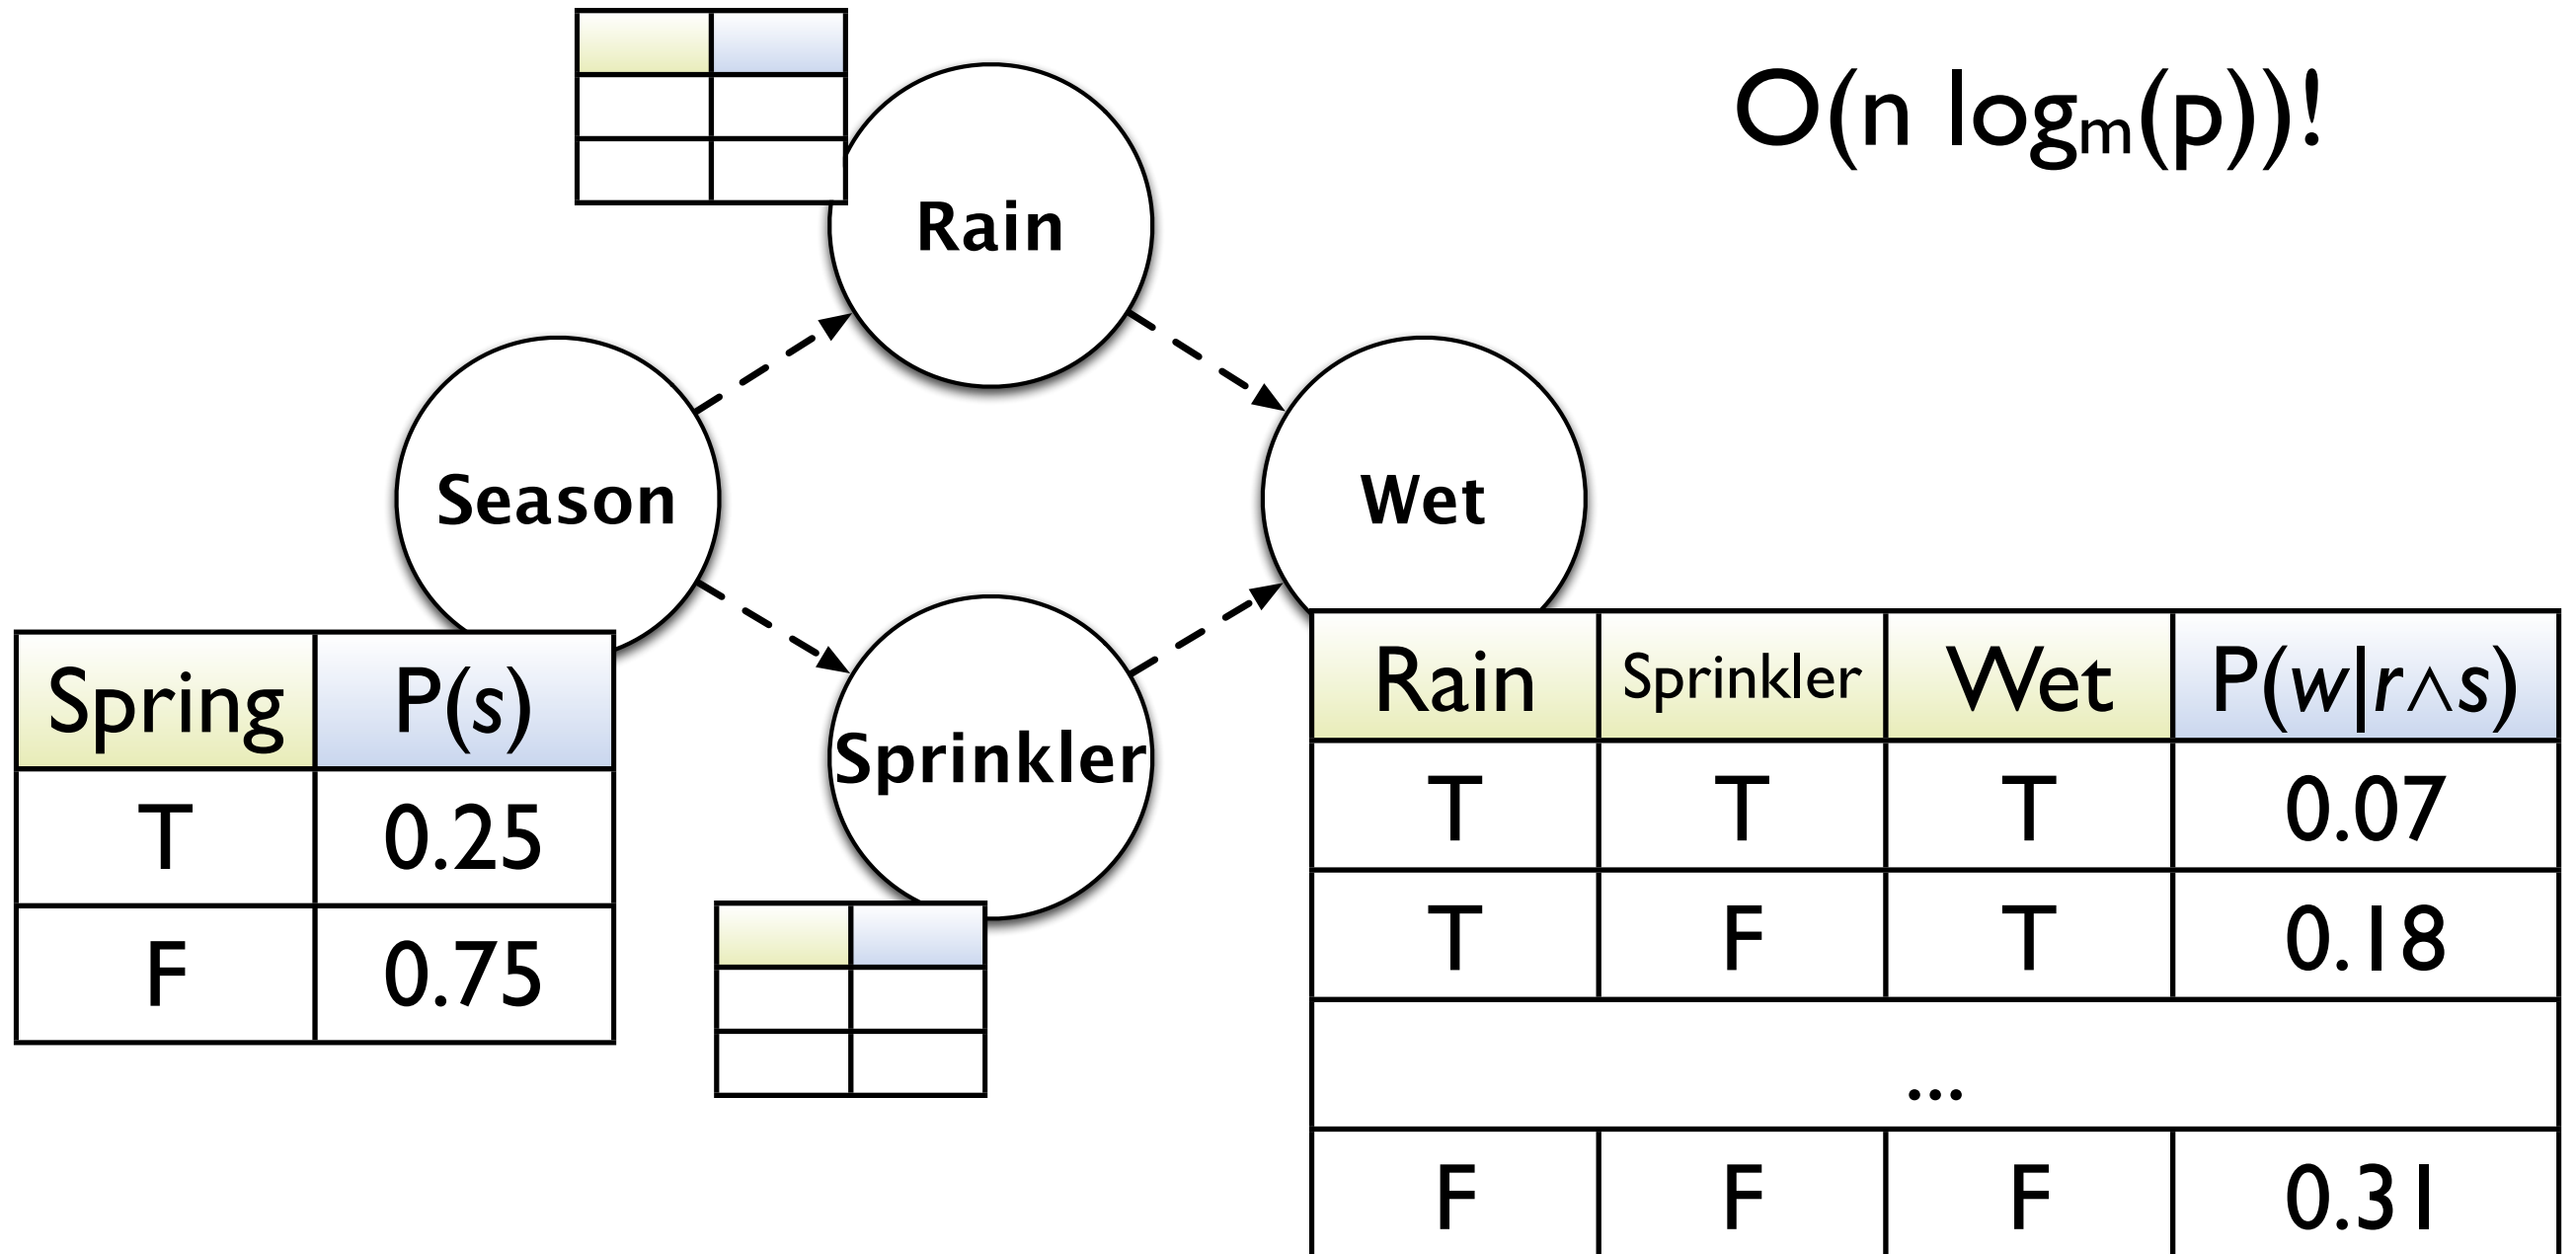 O(n logₘ(p))!
Rain
Season
Wet
Sprinkler
Spring P(s)
T 0.25
F 0.75
Rain Sprinkler Wet P(w|r∧s)
T T T 0.07
T F T 0.18
...
F F F 0.31